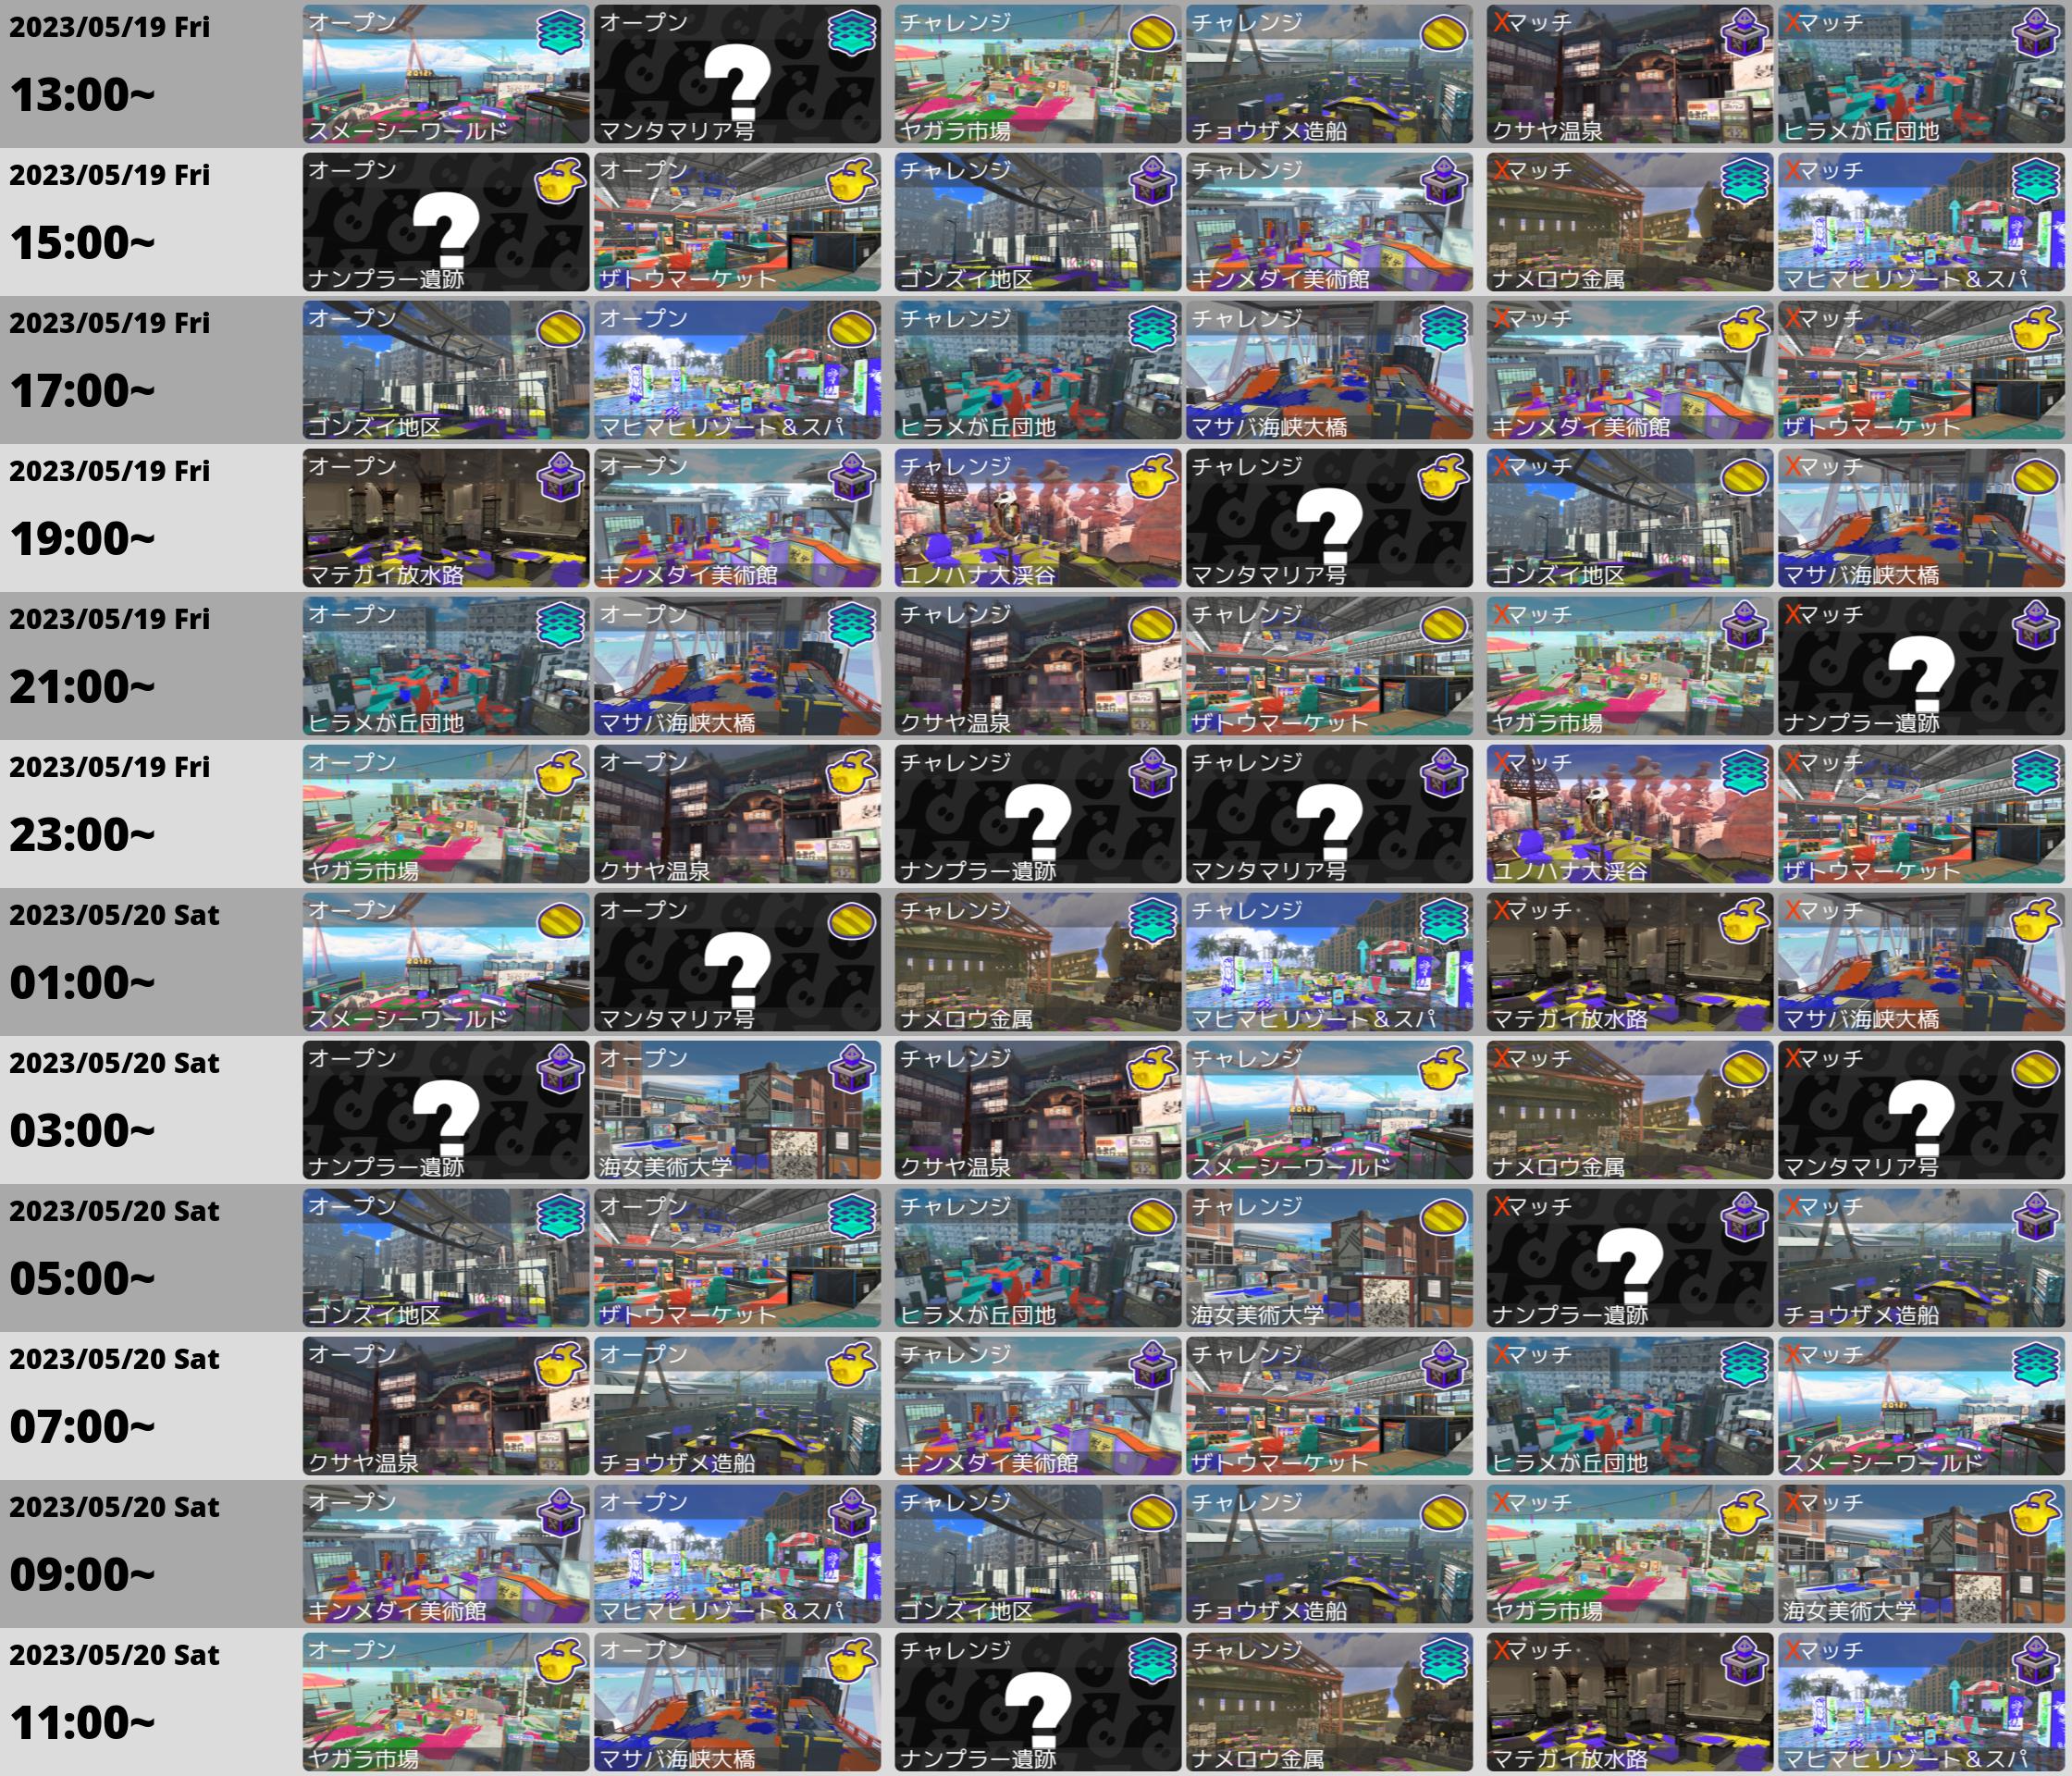 2023/05/19 Fri
13:00~
オープン
スメーシーワールド
オープン
マンタマリア号
チャレンジ
ヤガラ市場
チャレンジ
チョウザメ造船
Xマッチ
クサヤ温泉
Xマッチ
ヒラメが丘団地
2023/05/19 Fri
15:00~
オープン
ナンプラー遺跡
オープン
ザトウマーケット
チャレンジ
ゴンズイ地区
チャレンジ
キンメダイ美術館
Xマッチ
ナメロウ金属
Xマッチ
マヒマヒリゾート＆スパ
2023/05/19 Fri
17:00~
オープン
ゴンズイ地区
オープン
マヒマヒリゾート＆スパ
チャレンジ
ヒラメが丘団地
チャレンジ
マサバ海峡大橋
Xマッチ
キンメダイ美術館
Xマッチ
ザトウマーケット
2023/05/19 Fri
19:00~
オープン
マテガイ放水路
オープン
キンメダイ美術館
チャレンジ
ユノハナ大渓谷
チャレンジ
マンタマリア号
Xマッチ
ゴンズイ地区
Xマッチ
マサバ海峡大橋
2023/05/19 Fri
21:00~
オープン
ヒラメが丘団地
オープン
マサバ海峡大橋
チャレンジ
クサヤ温泉
チャレンジ
ザトウマーケット
Xマッチ
ヤガラ市場
Xマッチ
ナンプラー遺跡
2023/05/19 Fri
23:00~
オープン
ヤガラ市場
オープン
クサヤ温泉
チャレンジ
ナンプラー遺跡
チャレンジ
マンタマリア号
Xマッチ
ユノハナ大渓谷
Xマッチ
ザトウマーケット
2023/05/20 Sat
01:00~
オープン
スメーシーワールド
オープン
マンタマリア号
チャレンジ
ナメロウ金属
チャレンジ
マヒマヒリゾート＆スパ
Xマッチ
マテガイ放水路
Xマッチ
マサバ海峡大橋
2023/05/20 Sat
03:00~
オープン
ナンプラー遺跡
オープン
海女美術大学
チャレンジ
クサヤ温泉
チャレンジ
スメーシーワールド
Xマッチ
ナメロウ金属
Xマッチ
マンタマリア号
2023/05/20 Sat
05:00~
オープン
ゴンズイ地区
オープン
ザトウマーケット
チャレンジ
ヒラメが丘団地
チャレンジ
海女美術大学
Xマッチ
ナンプラー遺跡
Xマッチ
チョウザメ造船
2023/05/20 Sat
07:00~
オープン
クサヤ温泉
オープン
チョウザメ造船
チャレンジ
キンメダイ美術館
チャレンジ
ザトウマーケット
Xマッチ
ヒラメが丘団地
Xマッチ
スメーシーワールド
2023/05/20 Sat
09:00~
オープン
キンメダイ美術館
オープン
マヒマヒリゾート＆スパ
チャレンジ
ゴンズイ地区
チャレンジ
チョウザメ造船
Xマッチ
ヤガラ市場
Xマッチ
海女美術大学
2023/05/20 Sat
11:00~
オープン
ヤガラ市場
オープン
マサバ海峡大橋
チャレンジ
ナンプラー遺跡
チャレンジ
ナメロウ金属
Xマッチ
マテガイ放水路
Xマッチ
マヒマヒリゾート＆スパ